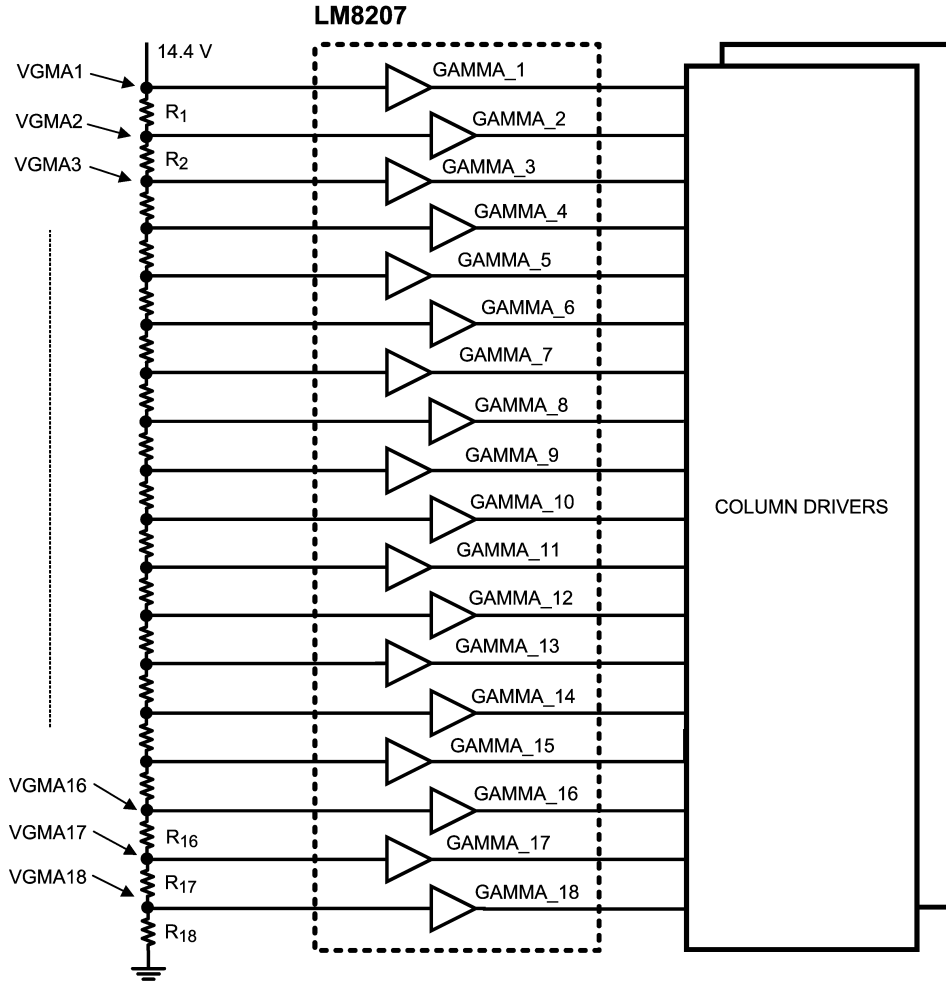 LM8207
14.4 V
VGMA1
GAMMA_1
R1
VGMA2
GAMMA_2
R2
VGMA3
GAMMA_3
GAMMA_4
GAMMA_5
GAMMA_6
GAMMA_7
GAMMA_8
GAMMA_9
GAMMA_10
COLUMN DRIVERS
GAMMA_11
GAMMA_12
GAMMA_13
GAMMA_14
GAMMA_15
VGMA16
GAMMA_16
R16
VGMA17
GAMMA_17
R17
VGMA18
GAMMA_18
R18